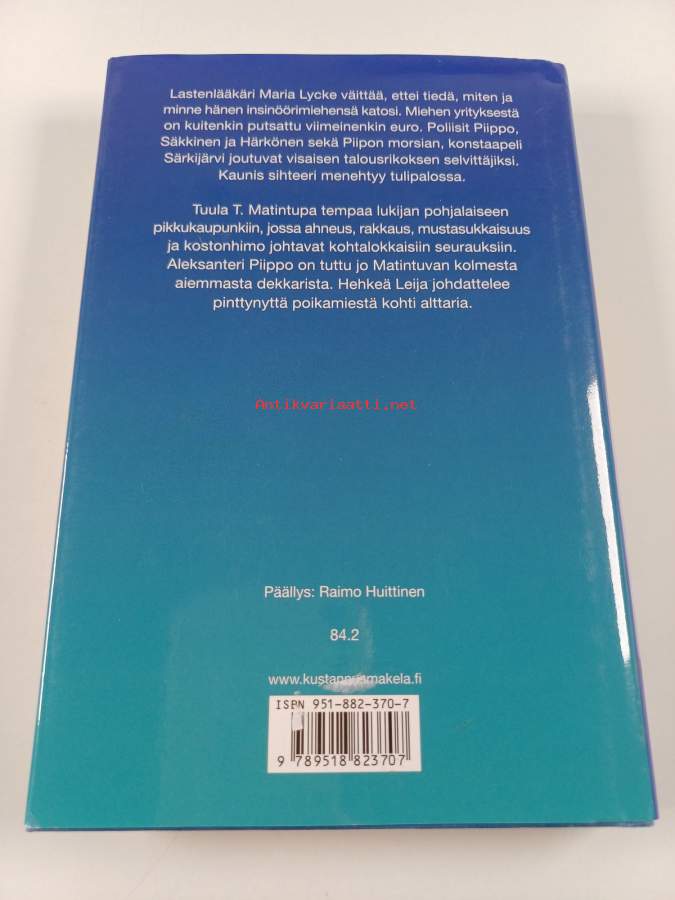 Lastenlääkäri Maria Lycke väittää, ettei tiedä, miten ja
minne hänen insinöörimiehensä katosi. Miehen yrityksestä
on kuitenkin putsattu viimeinenkin euro. Poliisit Piippo,
Säkkinen ja Härkönen sekä Piipon morsian, konstaapeli
Särkijärvi joutuvat visaisen talousrikoksen selvittäjiksi.
Kaunis sihteeri menehtyy tulipalossa.
Tuula T. Matintupa tempaa lukijan pohjalaiseen
pikkukaupunkiin, jossa ahneus, rakkaus, mustasukkaisuus
ja kostonhimo johtavat kohtalokkaisiin seurauksiin.
Aleksanteri Piippo on tuttu jo Matintuvan kolmesta
aiemmasta dekkarista. Hehkeä Leija johdattelee
pinttynyttä poikamiestä kohti alttaria.
Antikvariaatti.net
Päällys: Raimo Huittinen
84.2
www.kustannusmakela.fi
ISBN 951-882-370-7
9 789518 823707